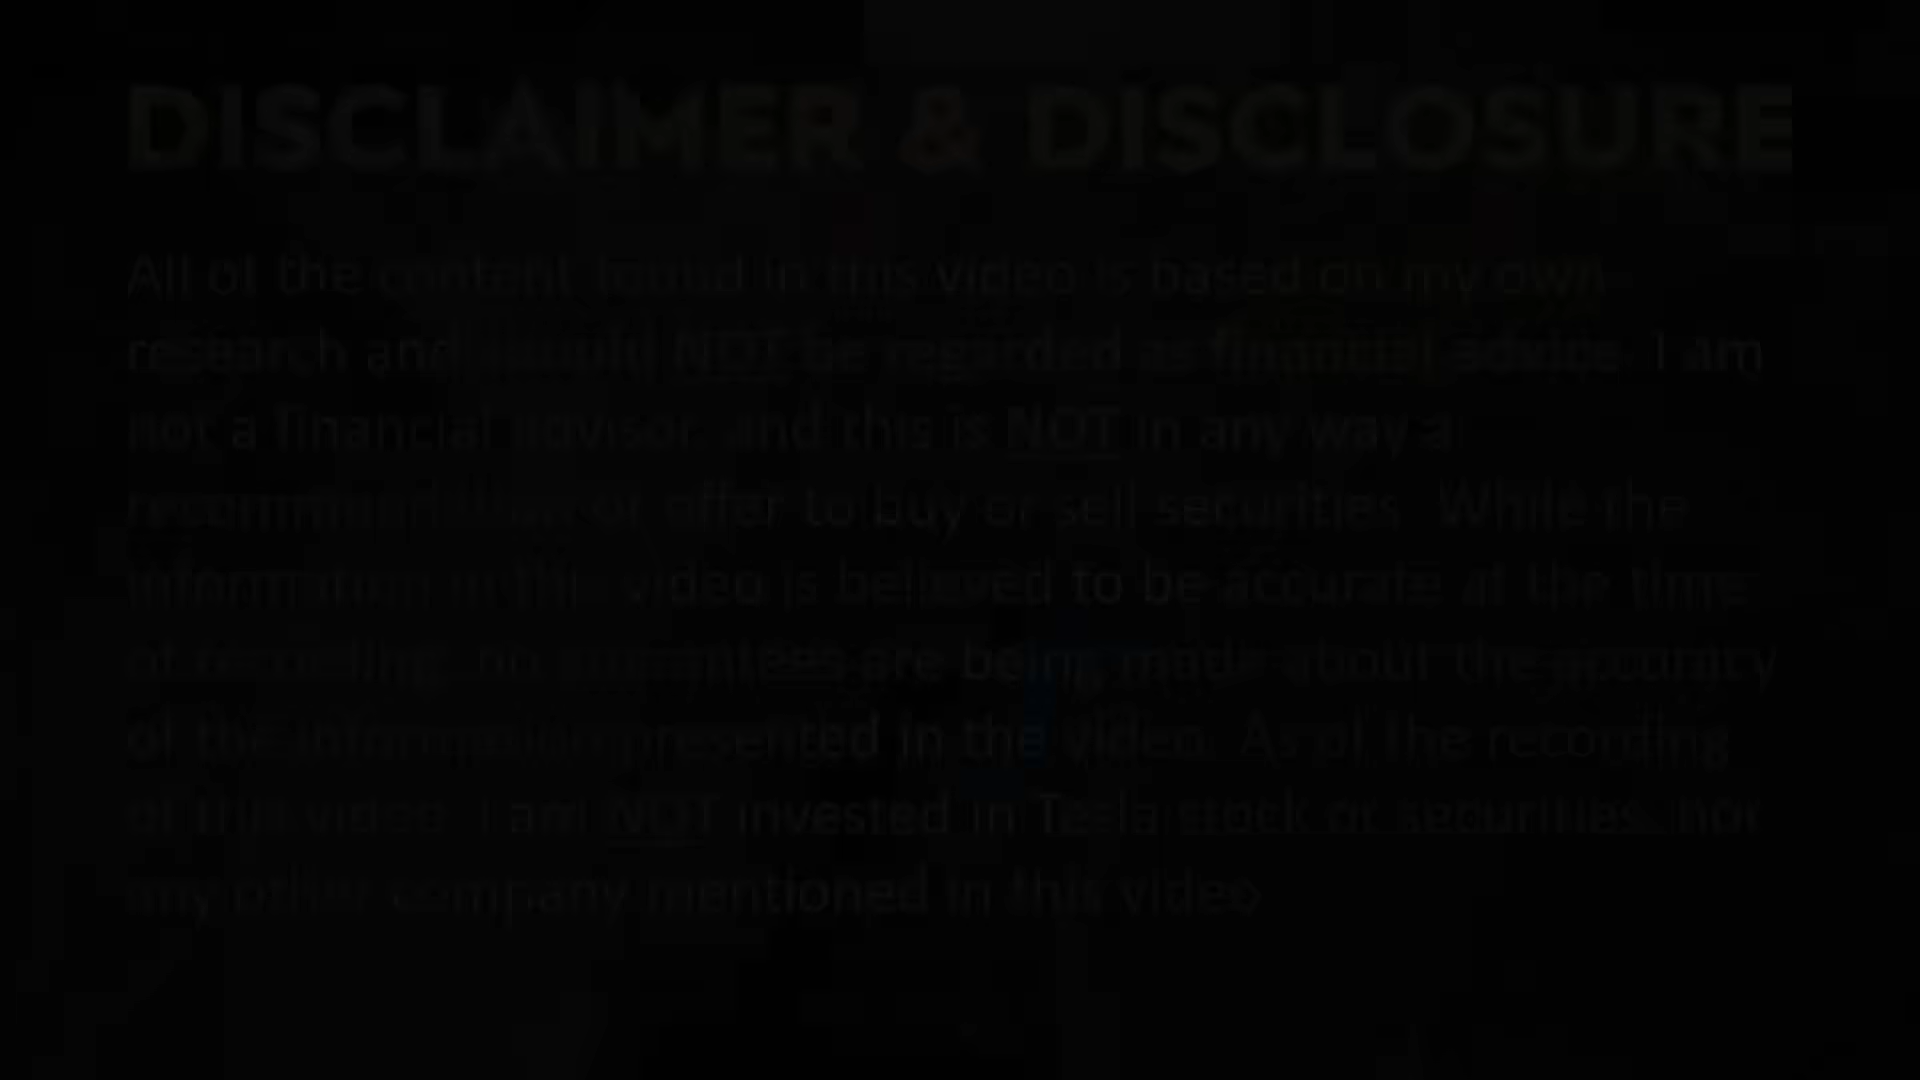 DISCLAIMER & DISCLOSURE
All of the content found in this video is based on my own
research and should NOT be regarded as financial advice. I am
not a financial advisor, and this is NOT in any way a
recommendation or offer to buy or sell securities. While the
information in this video is believed to be accurate at the time
of recording, no guarantees are being made about the accuracy
of the information presented in the video. As of the recording
of this video, I am NOT invested in Tesla stock or securities, nor
any other company mentioned in this video